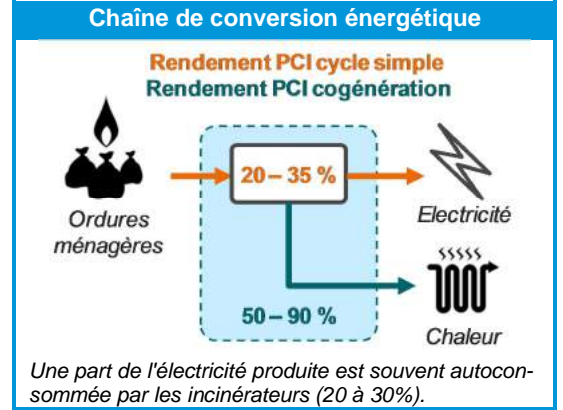 Chaîne de conversion énergétique
Rendement PCI cycle simple
Rendement PCI cogénération
20 – 35 %
Ordures
ménagères
Electricité
50 – 90 %
Chaleur
Une part de l'électricité produite est souvent autocon-
sommée par les incinérateurs (20 à 30%).